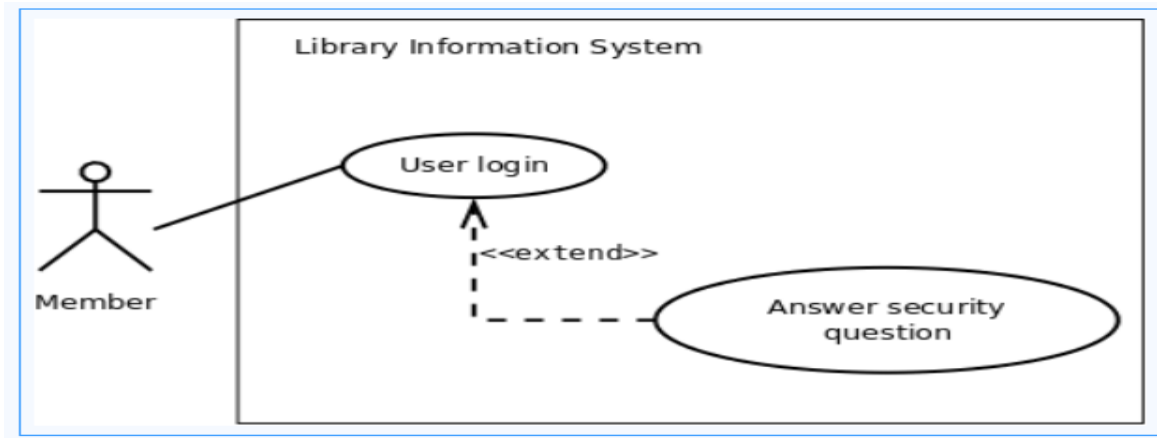 Library Information System
User login
<<extend>>
Member
Answer security
question